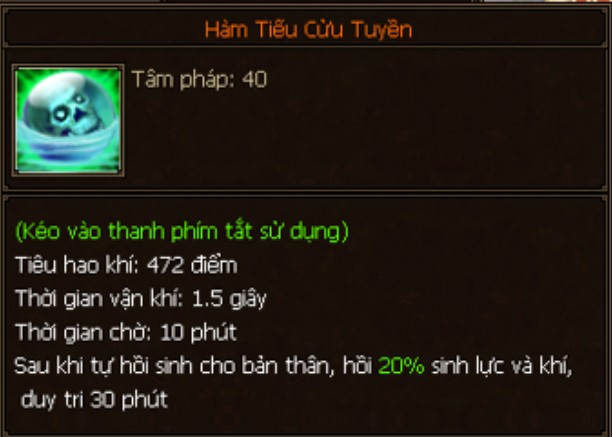 Hàm Tiếu Cửu Tuyền
Tâm pháp: 40
(Kéo vào thanh phím tắt sử dụng)
Tiêu hao khí: 472 điểm
Thời gian vận khí: 1.5 giây
Thời gian chờ: 10 phút
Sau khi tự hồi sinh cho bản thân, hồi 20% sinh lực và khí,
duy trì 30 phút